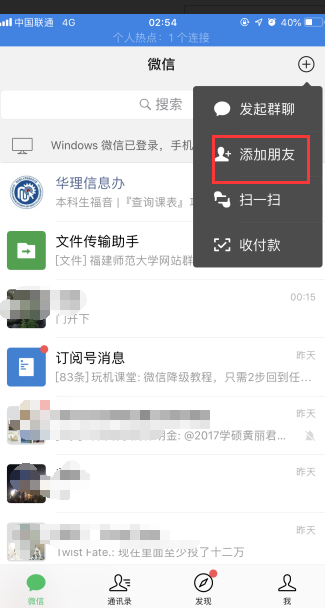 中国联通 4G 02:54 40%
个人热点: 1 个连接
微信
搜索
发起群聊
添加朋友
扫一扫
收付款
Windows 微信已登录，手机
华理信息办
本科生福音 |『查询课表』
文件传输助手
[文件] 福建师范大学网站群
00:15
门开下
订阅号消息
昨天
[83条] 玩机课堂: 微信降级教程，只需2步回到任...
昨天
明金: @2017学硕黄丽君...
昨天
昨天
Twist Fate.: 现在里面至少投了十二万
微信
通讯录
发现
我